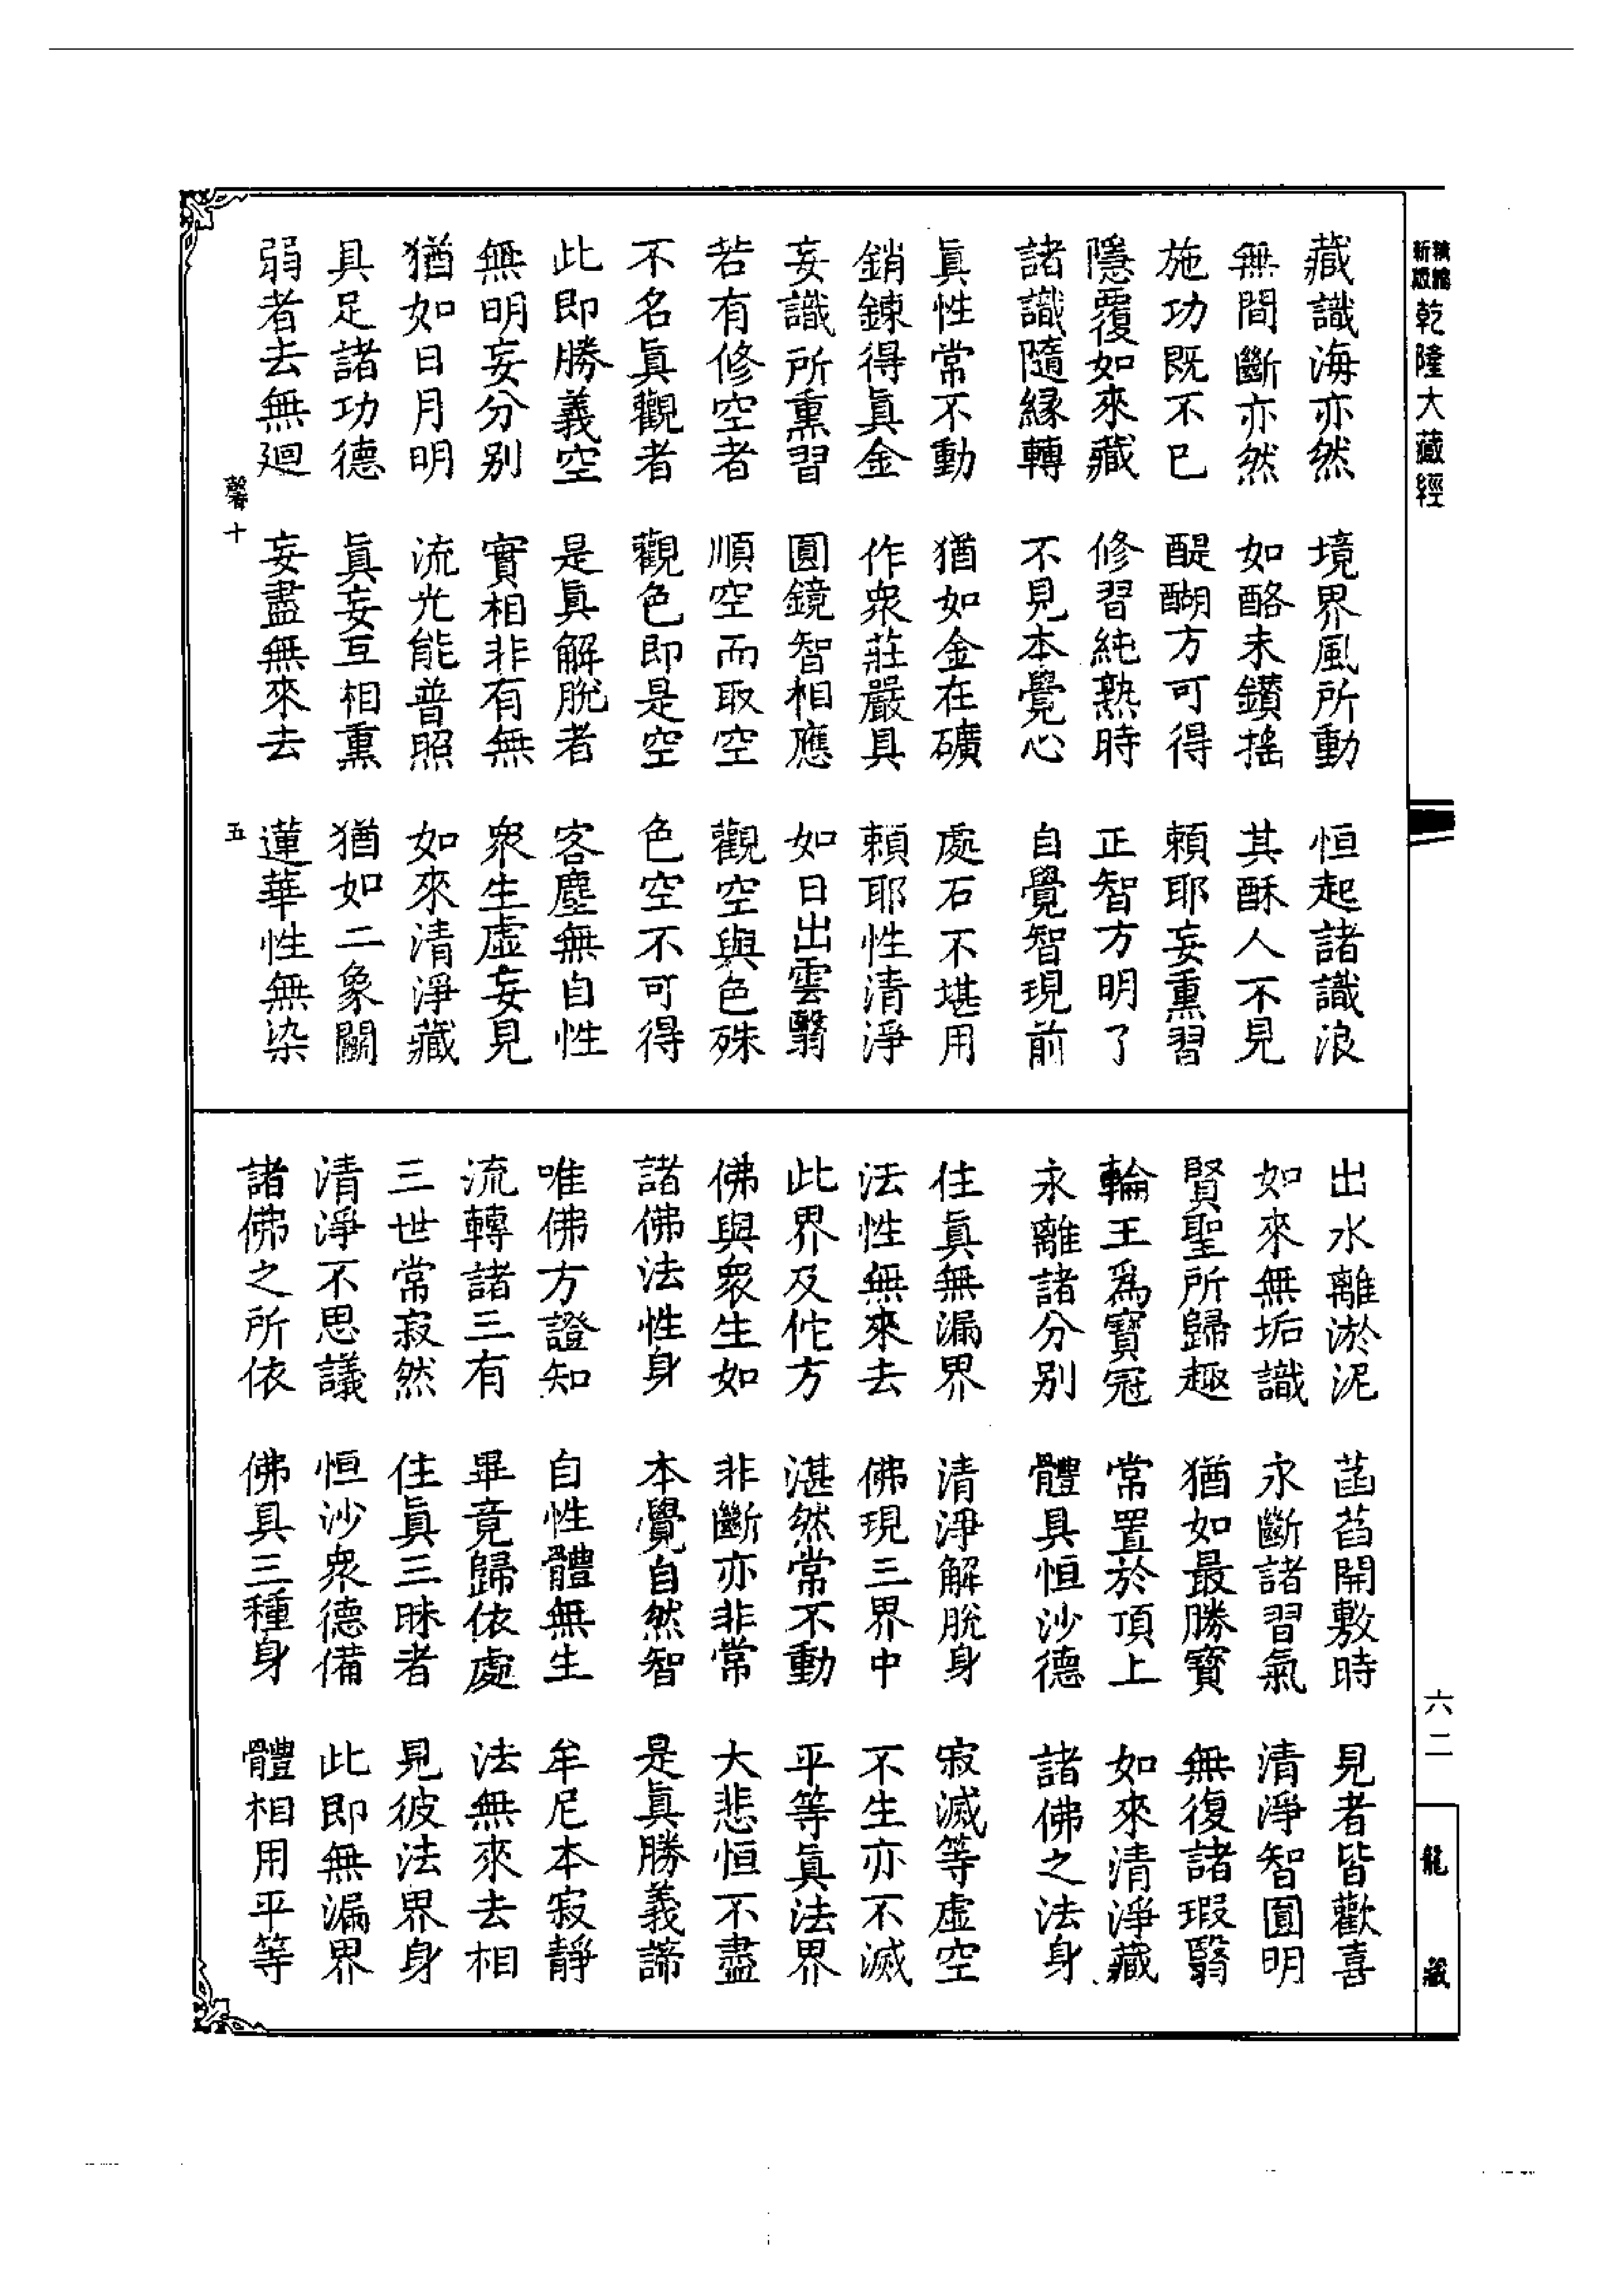 精縮
新版
乾隆大藏經
藏識海亦然 境界風所動 恒起諸識浪
無間斷亦然 如酪未鑚搖 其酥人不見
施功既不已 醍醐方可得 賴耶妄熏習
隱覆如來藏 修習純熟時 正智方明了
諸識隨緣轉 不見本覺心 自覺智現前
眞性常不動 猶如金在礦 處石不堪用
銷鍊得眞金 作衆莊嚴具 賴耶性清淨
妄識所熏習 圓鏡智相應 如日出雲翳
若有修空者 順空而取空 觀空與色殊
不名眞觀者 觀色即是空 色空不可得
此即勝義空 是眞解脫者 客塵無自性
無明妄分別 實相非有無 衆生虛妄見
猶如日月明 流光能普照 如來清淨藏
具足諸功德 眞妄互相熏 猶如二象鬬
弱者去無迴 妄盡無來去 蓮華性無染
馨十 五
出水離淤泥 菡萏開敷時 見者皆歡喜
如來無垢識 永斷諸習氣 清淨智圓明
賢聖所歸趣 猶如最勝寶 無復諸瑕翳
輪王爲寶冠 常置於頂上 如來清淨藏
永離諸分別 體具恒沙德 諸佛之法身
住眞無漏界 清淨解脫身 寂滅等虛空
法性無來去 佛現三界中 不生亦不滅
此界及佗方 湛然常不動 平等眞法界
佛與衆生如 非斷亦非常 大悲恒不盡
諸佛法性身 本覺自然智 是眞勝義諦
唯佛方證知 自性體無生 牟尼本寂靜
流轉諸三有 畢竟歸依處 法無來去相
三世常寂然 住眞三昧者 見彼法界身
清淨不思議 恒沙衆德備 此即無漏界
諸佛之所依 佛具三種身 體相用平等
六二
龍藏